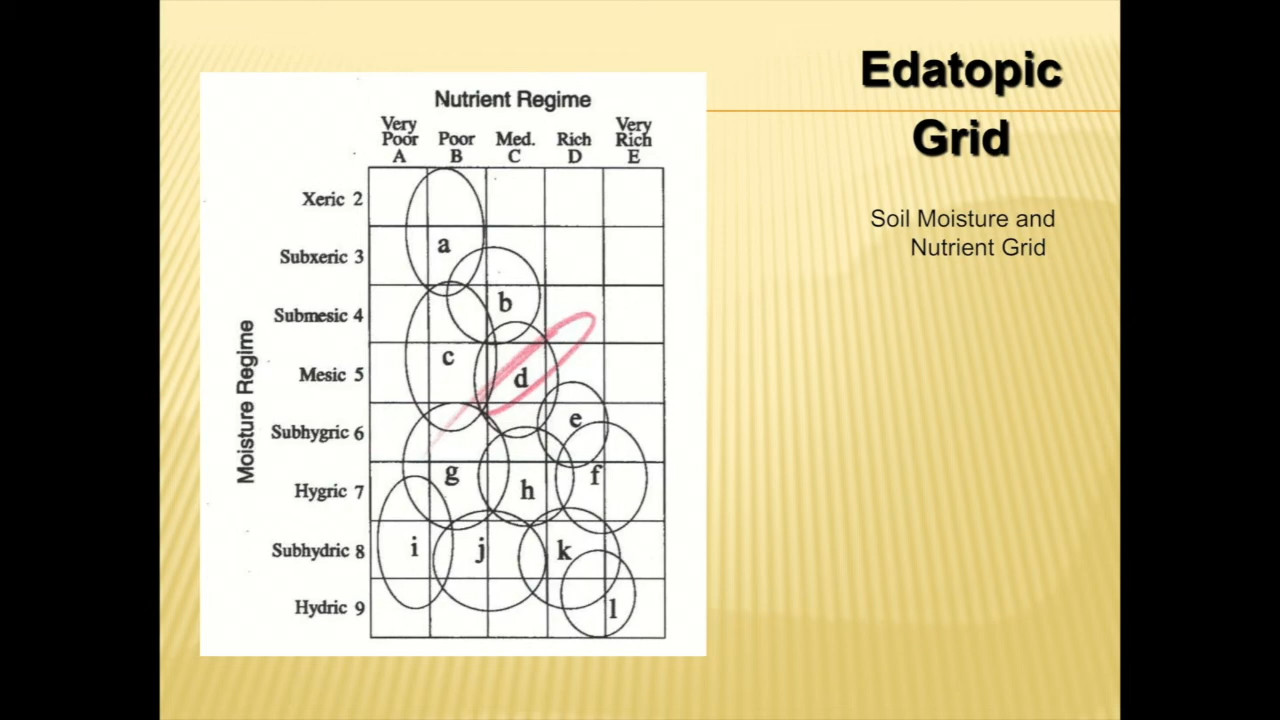 Edatopic
Grid
Soil Moisture and
Nutrient Grid
Nutrient Regime
Very Poor A
Poor B
Med. C
Rich D
Very Rich E
Moisture Regime
Xeric 2
Subxeric 3
Submesic 4
Mesic 5
Subhygric 6
Hygric 7
Subhydric 8
Hydric 9
a
b
c
d
e
g
h
f
i
j
k
l